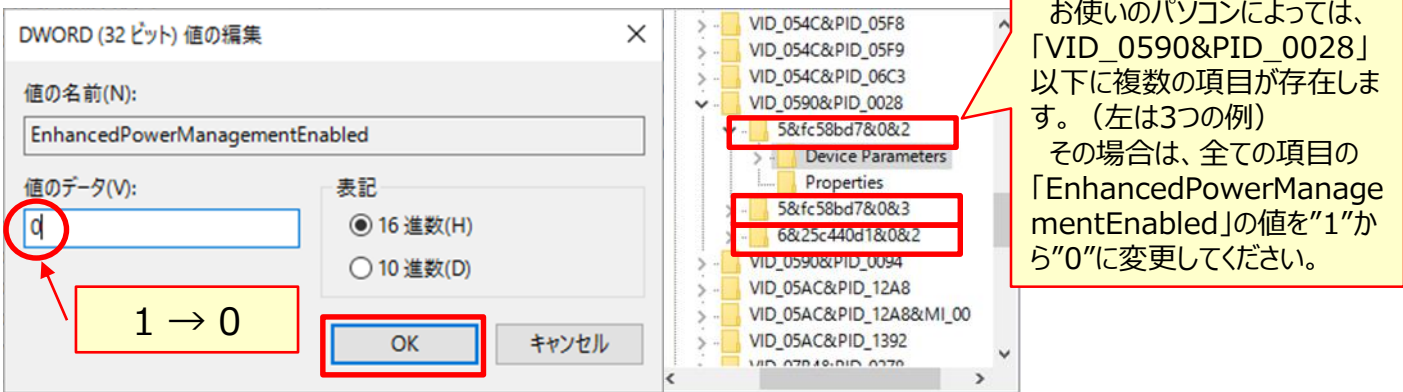 DWORD (32 ビット) 値の編集
値の名前(N):
EnhancedPowerManagementEnabled
値のデータ(V):
0
表記
16 進数(H)
10 進数(D)
1 → 0
OK
キャンセル
VID_054C&PID_05F8
VID_054C&PID_05F9
VID_054C&PID_06C3
VID_0590&PID_0028
5&fc58bd7&0&2
Device Parameters
Properties
5&fc58bd7&0&3
6&25c440d1&0&2
VID_0590&PID_0094
VID_05AC&PID_12A8
VID_05AC&PID_12A8&MI_00
VID_05AC&PID_1392
お使いのパソコンによっては、
「VID_0590&PID_0028」
以下に複数の項目が存在しま
す。（左は3つの例）
その場合は、全ての項目の
「EnhancedPowerManage
mentEnabled」の値を”1”か
ら”0”に変更してください。